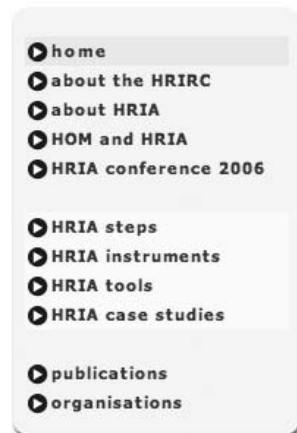 home
about the HRIRC
about HRIA
HOM and HRIA
HRIA conference 2006
HRIA steps
HRIA instruments
HRIA tools
HRIA case studies
publications
organisations